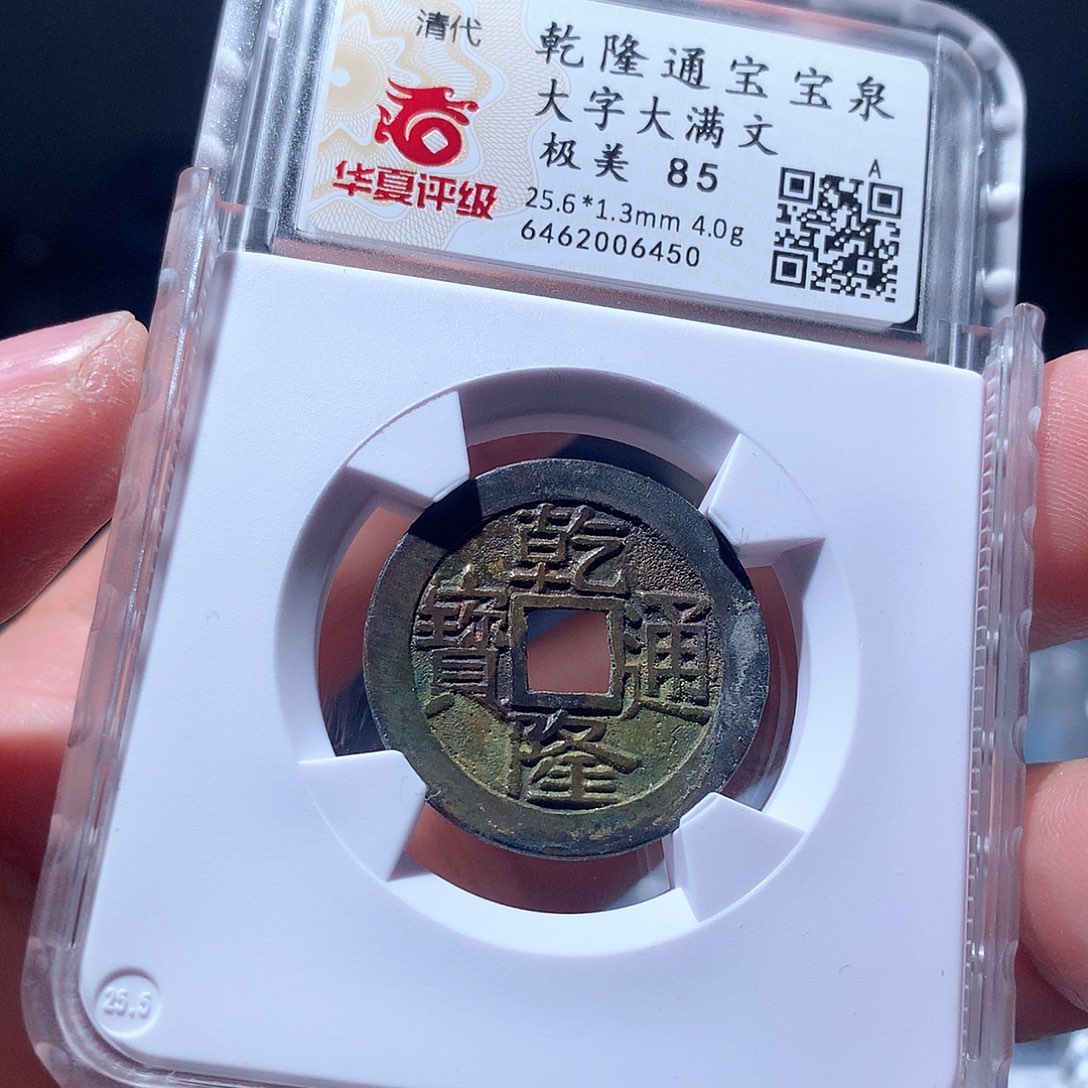 清代
华夏评级
乾隆通宝宝泉
大字大满文
极美 85
25.6*1.3mm 4.0g
6462006450
A
乾隆通寶
25.5